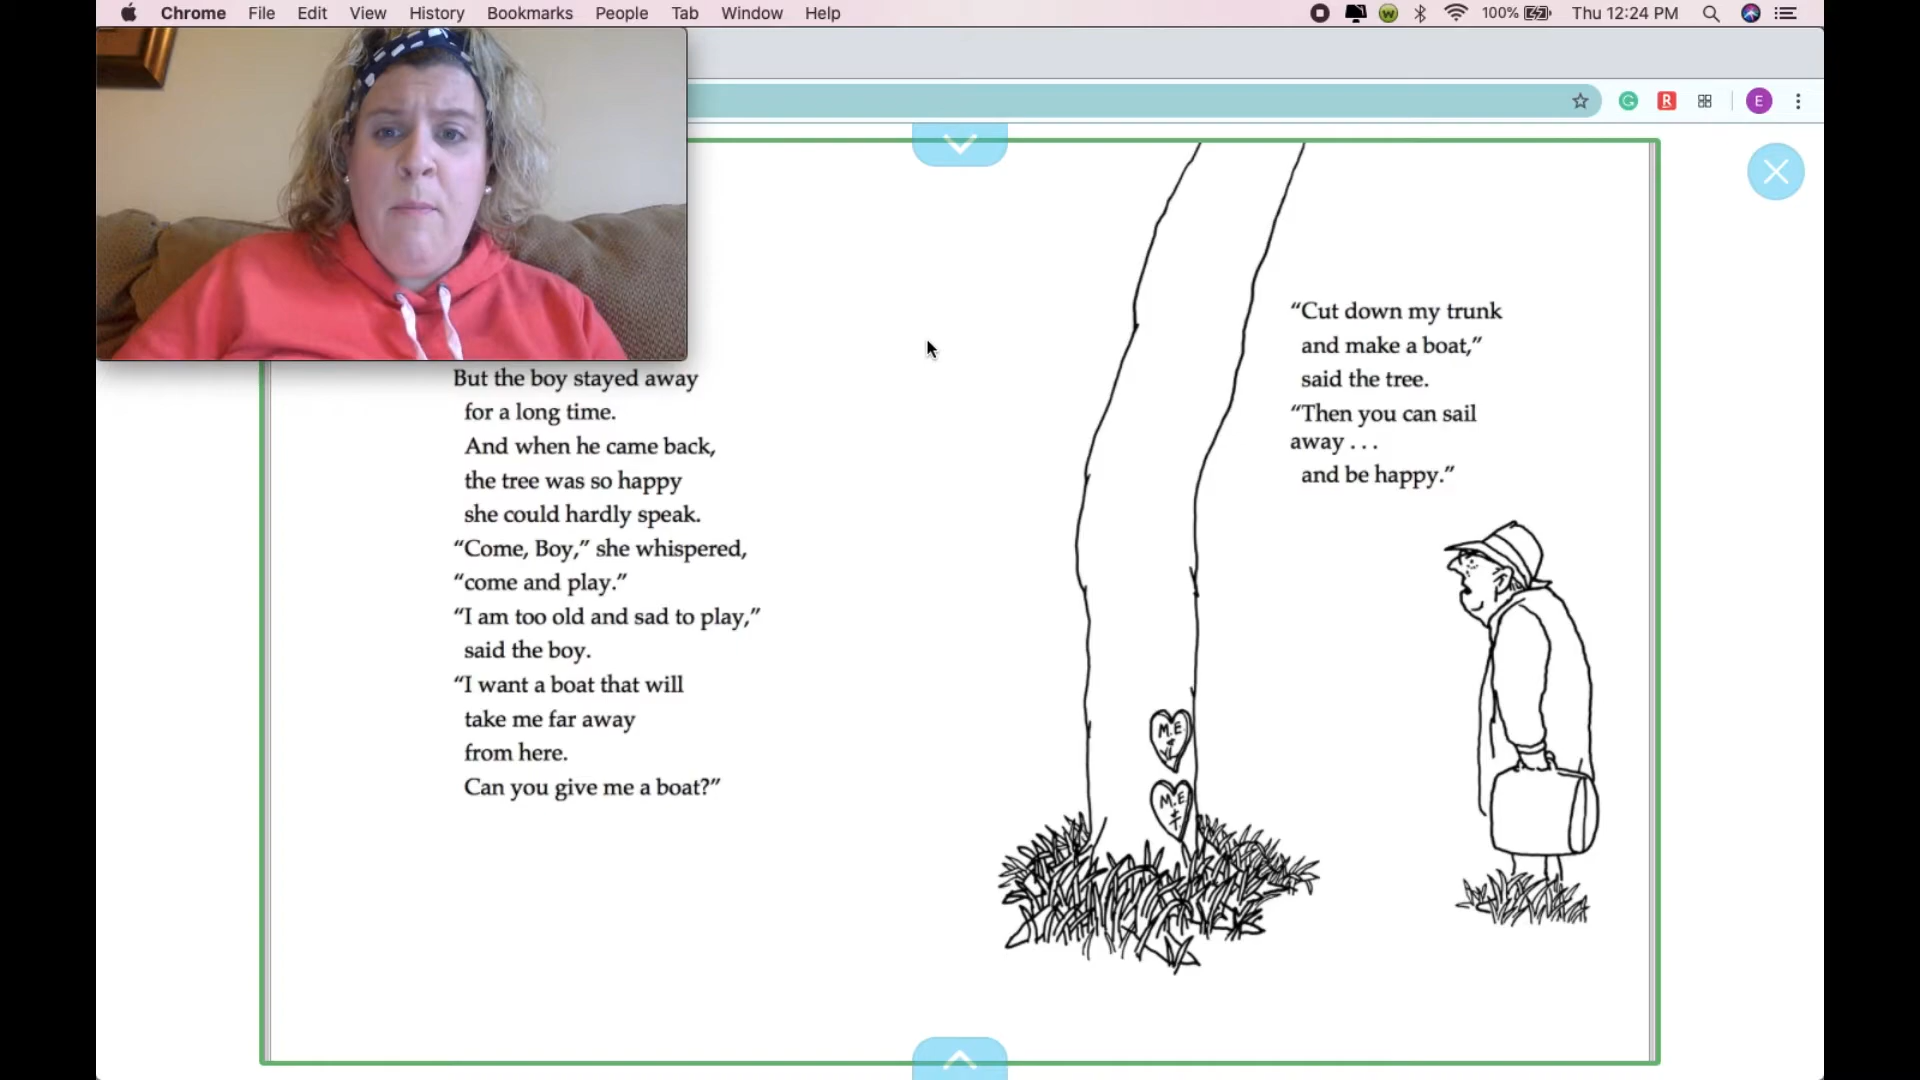 Chrome File Edit View History Bookmarks People Tab Window Help 100% Thu 12:24 PM
G R E
But the boy stayed away
for a long time.
And when he came back,
the tree was so happy
she could hardly speak.
“Come, Boy,” she whispered,
“come and play.”
“I am too old and sad to play,”
said the boy.
“I want a boat that will
take me far away
from here.
Can you give me a boat?”
“Cut down my trunk
and make a boat,”
said the tree.
“Then you can sail
away . . .
and be happy.”
M.E.
M.E.